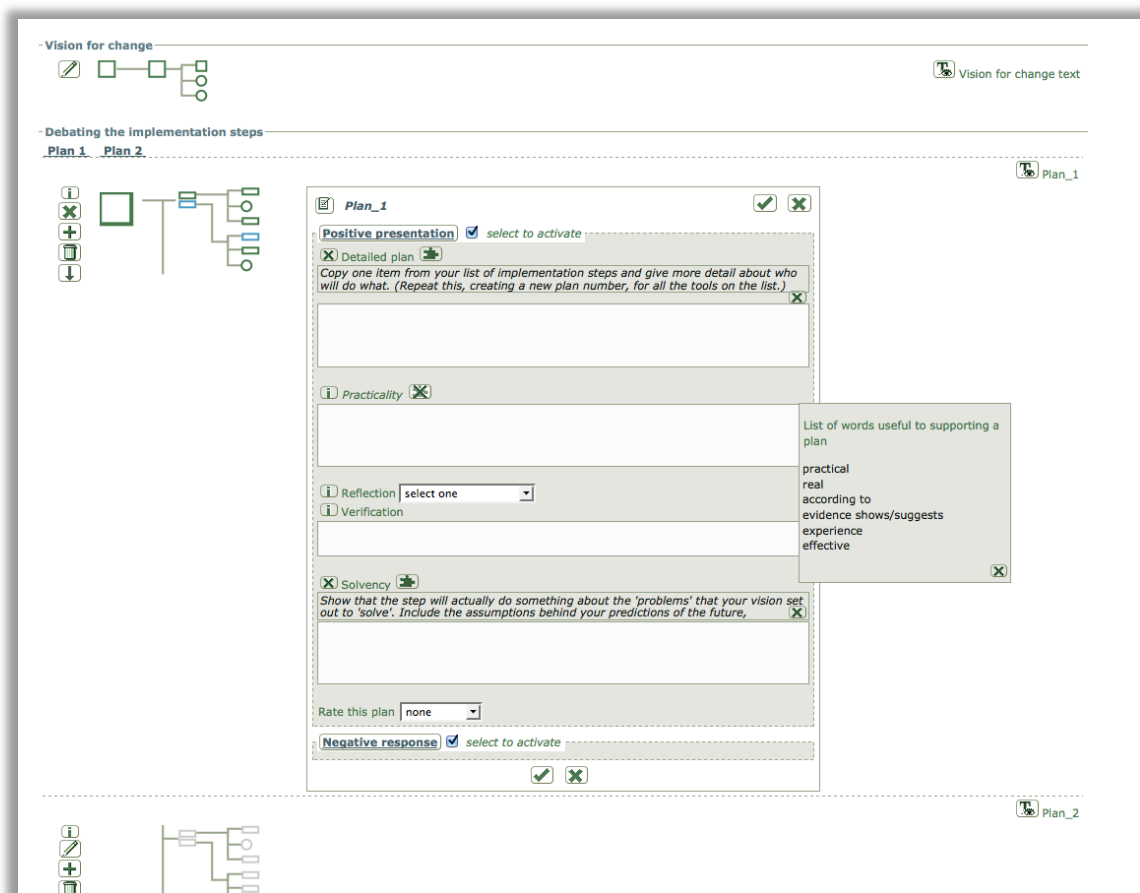 Vision for change
Vision for change text
Debating the implementation steps
Plan 1 Plan 2
Plan_1
Plan_1
Positive presentation select to activate
Detailed plan
Copy one item from your list of implementation steps and give more detail about who
will do what. (Repeat this, creating a new plan number, for all the tools on the list.)
Practicality
List of words useful to supporting a
plan
practical
real
according to
evidence shows/suggests
experience
effective
Reflection select one
Verification
Solvency
Show that the step will actually do something about the 'problems' that your vision set
out to 'solve'. Include the assumptions behind your predictions of the future,
Rate this plan none
Negative response select to activate
Plan_2